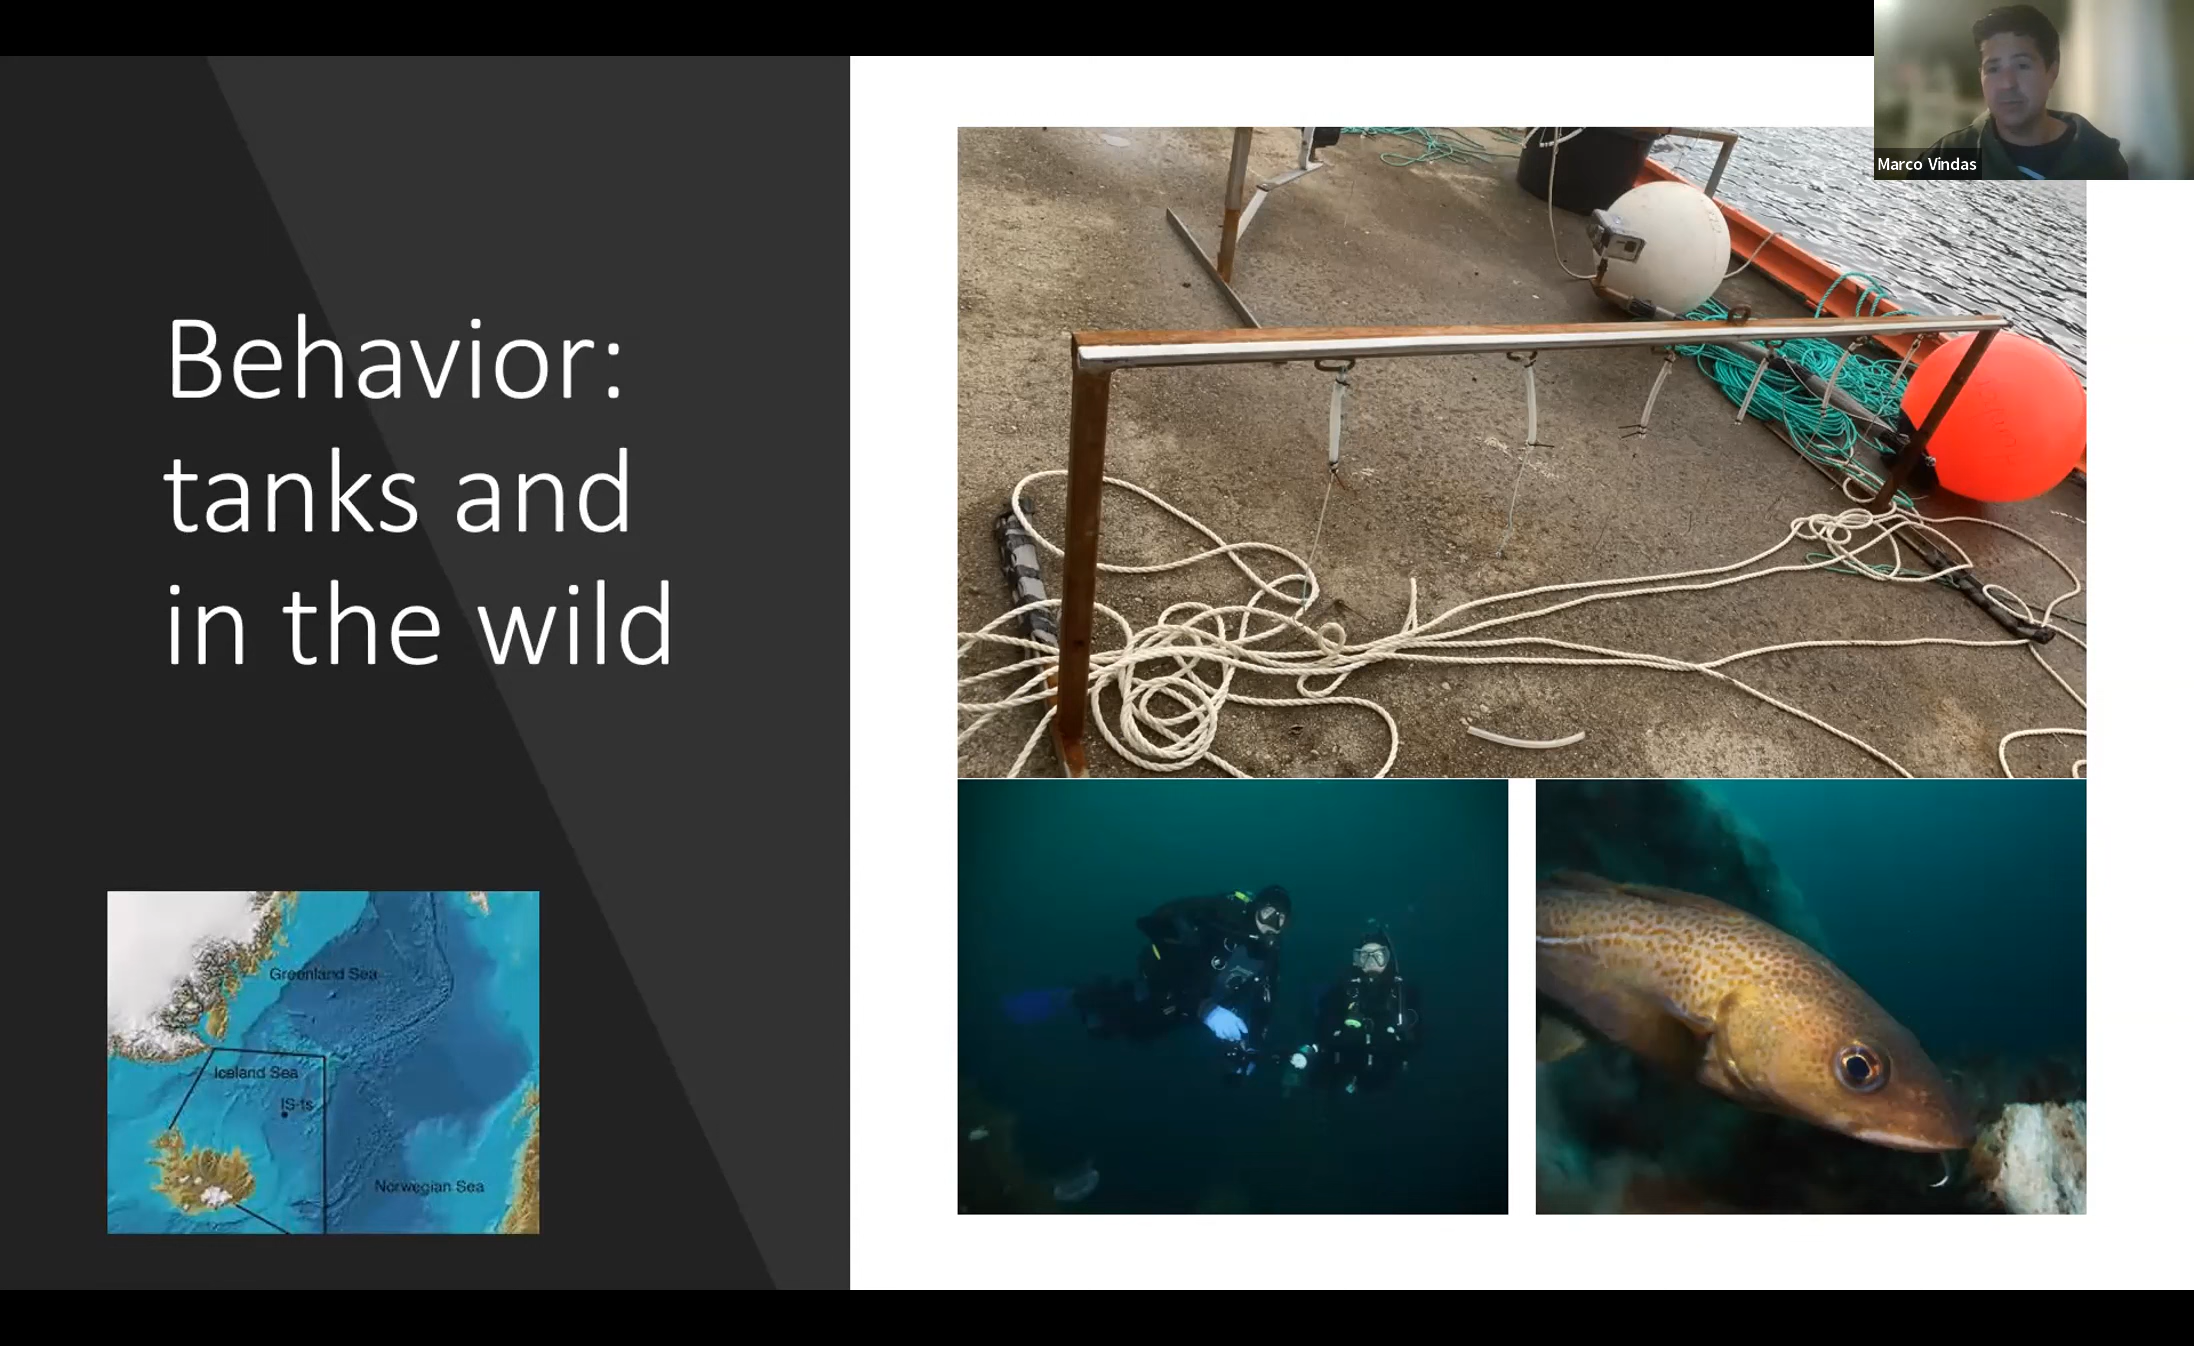 Marco Vindas
Behavior:
tanks and
in the wild
Greenland Sea
Iceland Sea
IS-ts
Norwegian Sea